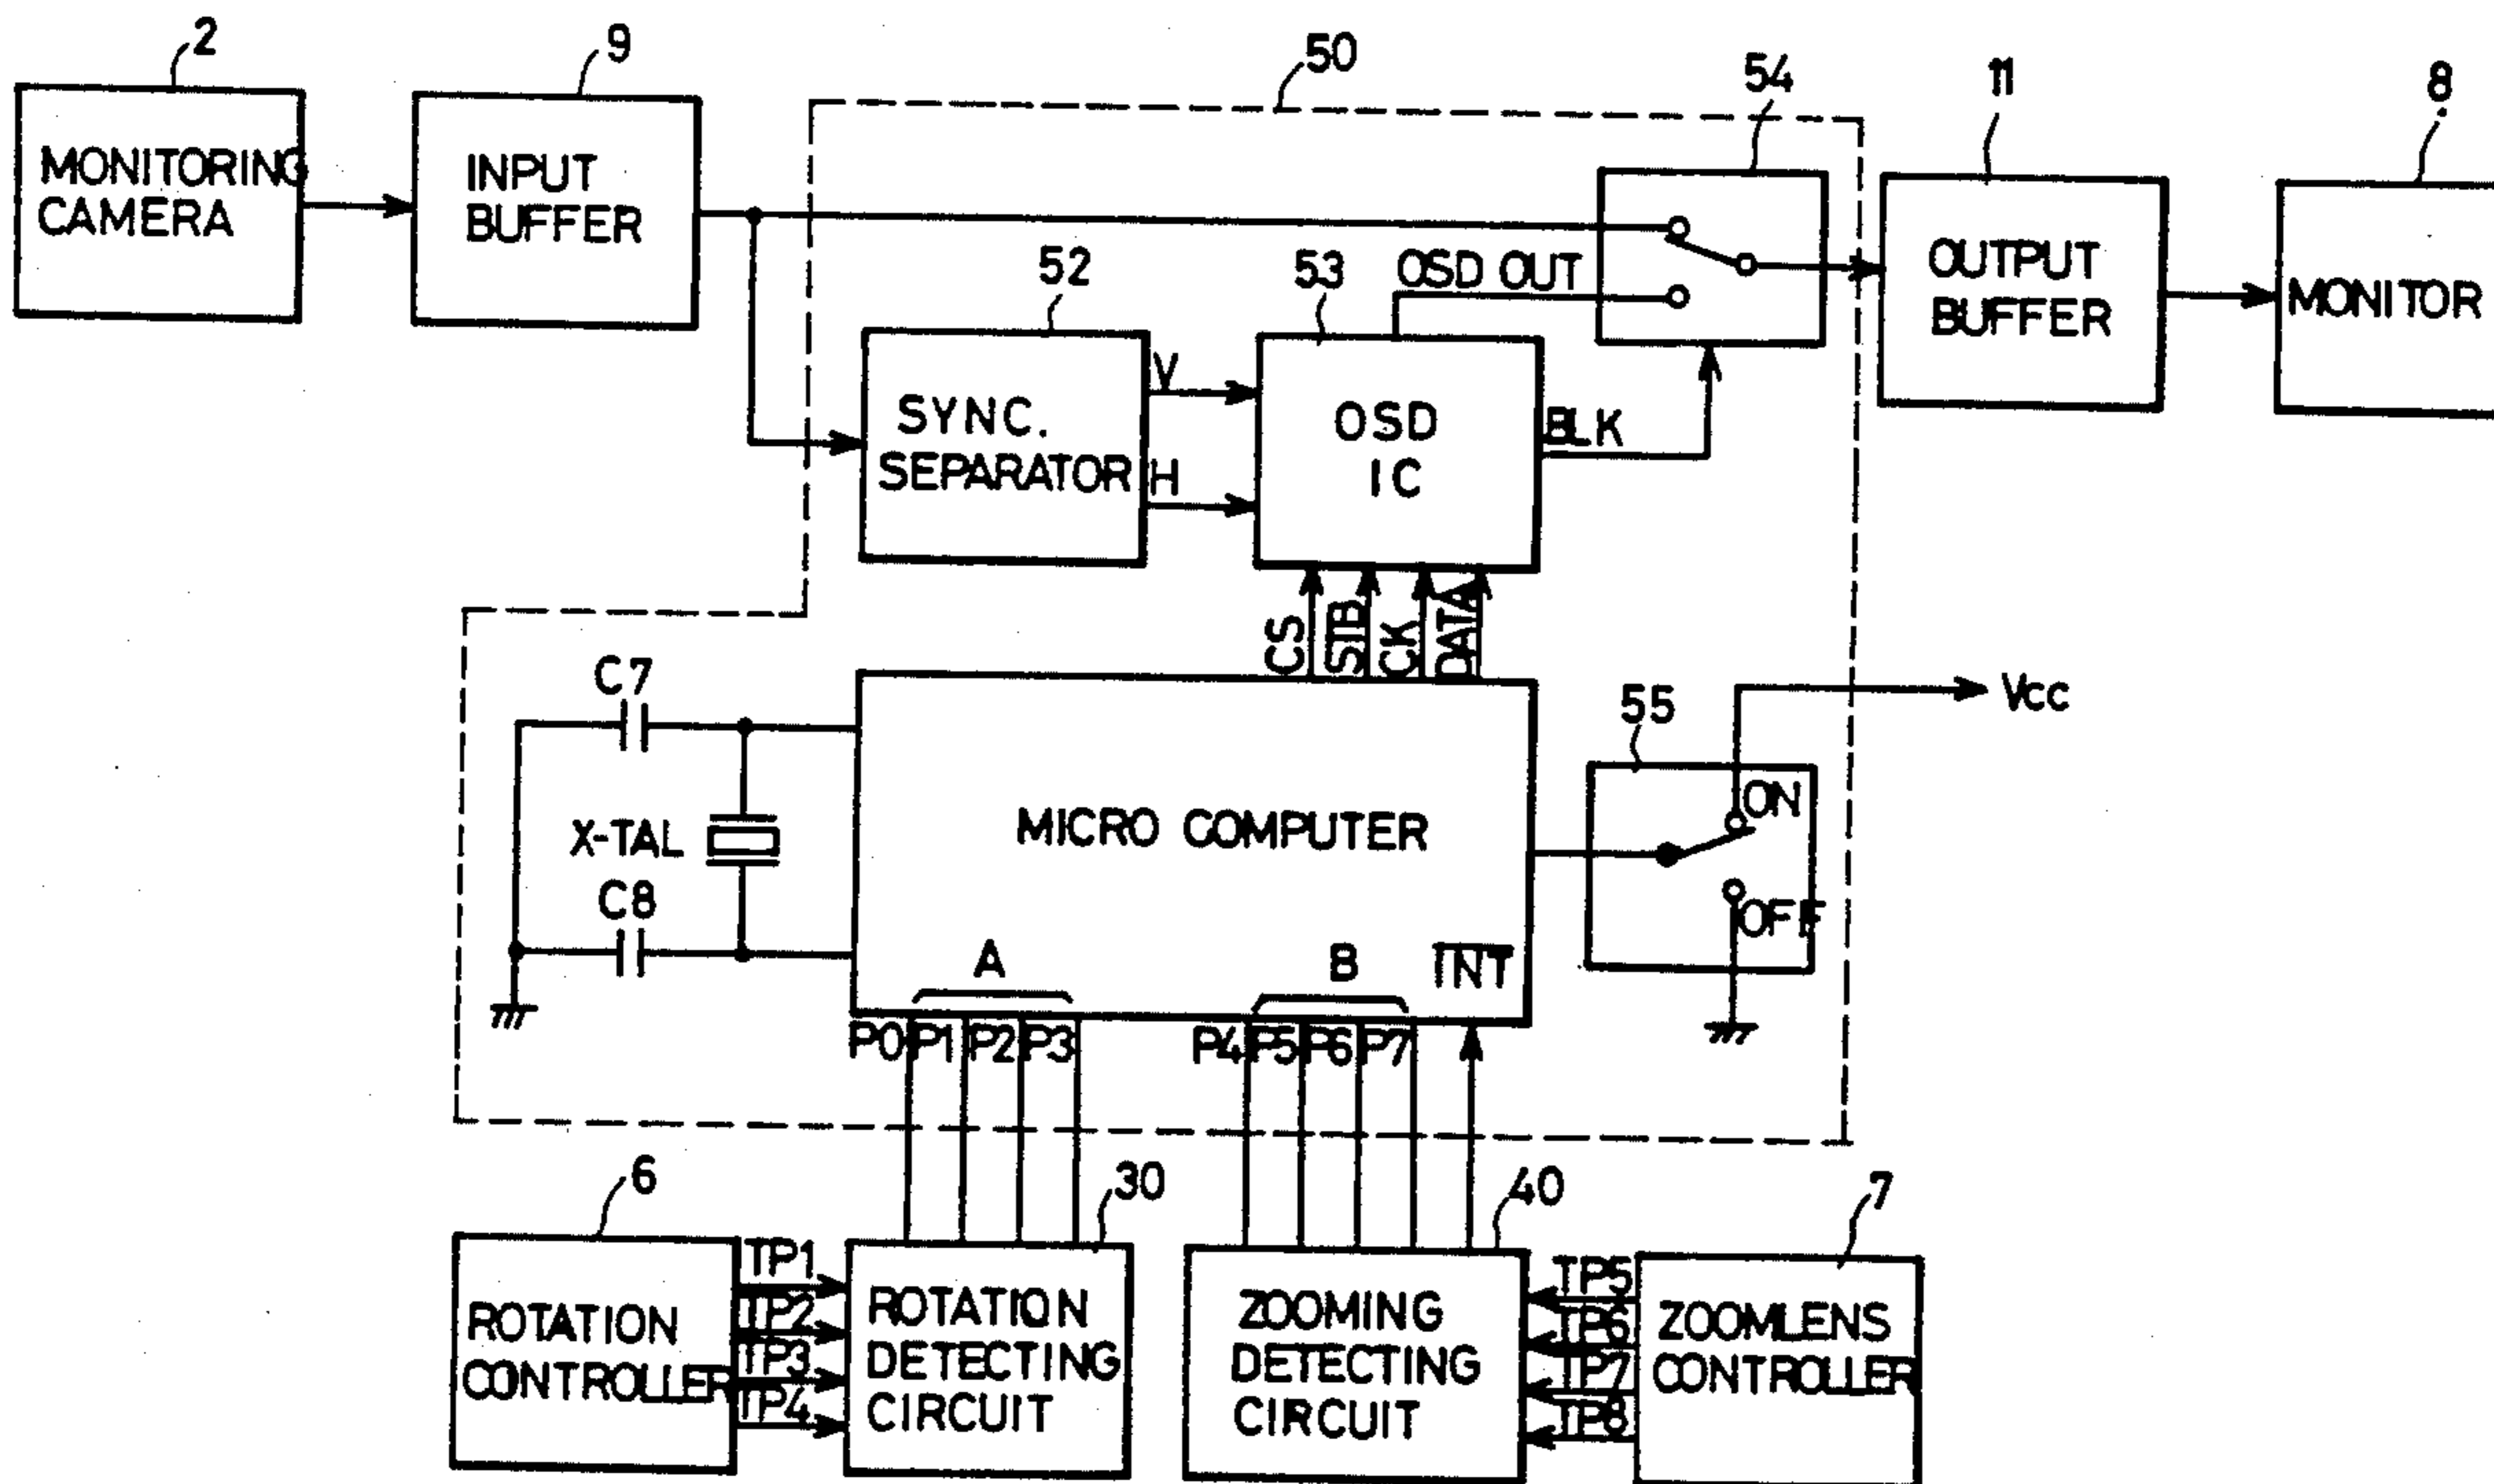 2
9
50
54
11
8
MONITORING
CAMERA
INPUT
BUFFER
OUTPUT
BUFFER
MONITOR
52
53
OSD OUT
SYNC.
SEPARATOR
V
H
OSD
IC
BLK
CS
STB
CK
DATA
C7
X-TAL
C8
MICRO COMPUTER
55
Vcc
ON
OFF
A
B
INT
P0
P1
P2
P3
P4
P5
P6
P7
6
30
40
7
ROTATION
CONTROLLER
TP1
TP2
TP3
TP4
ROTATION
DETECTING
CIRCUIT
ZOOMING
DETECTING
CIRCUIT
TP5
TP6
TP7
TP8
ZOOMLENS
CONTROLLER